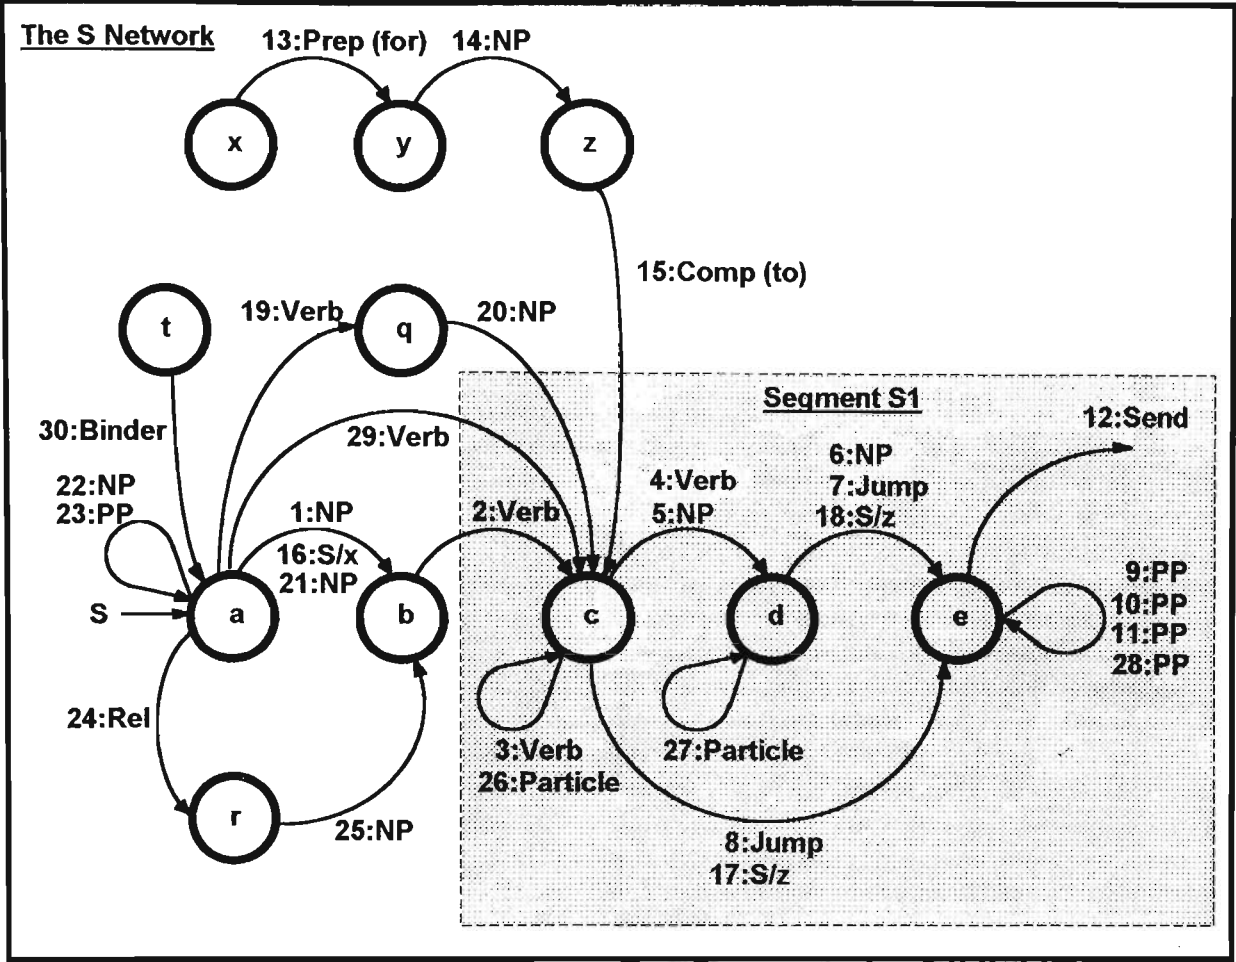 The S Network
13:Prep (for)
14:NP
x
y
z
15:Comp (to)
t
19:Verb
q
20:NP
Segment S1
30:Binder
29:Verb
12:Send
22:NP
23:PP
1:NP
16:S/x
21:NP
2:Verb
4:Verb
5:NP
6:NP
7:Jump
18:S/z
S
a
b
c
d
e
9:PP
10:PP
11:PP
28:PP
24:Rel
3:Verb
26:Particle
27:Particle
r
25:NP
8:Jump
17:S/z